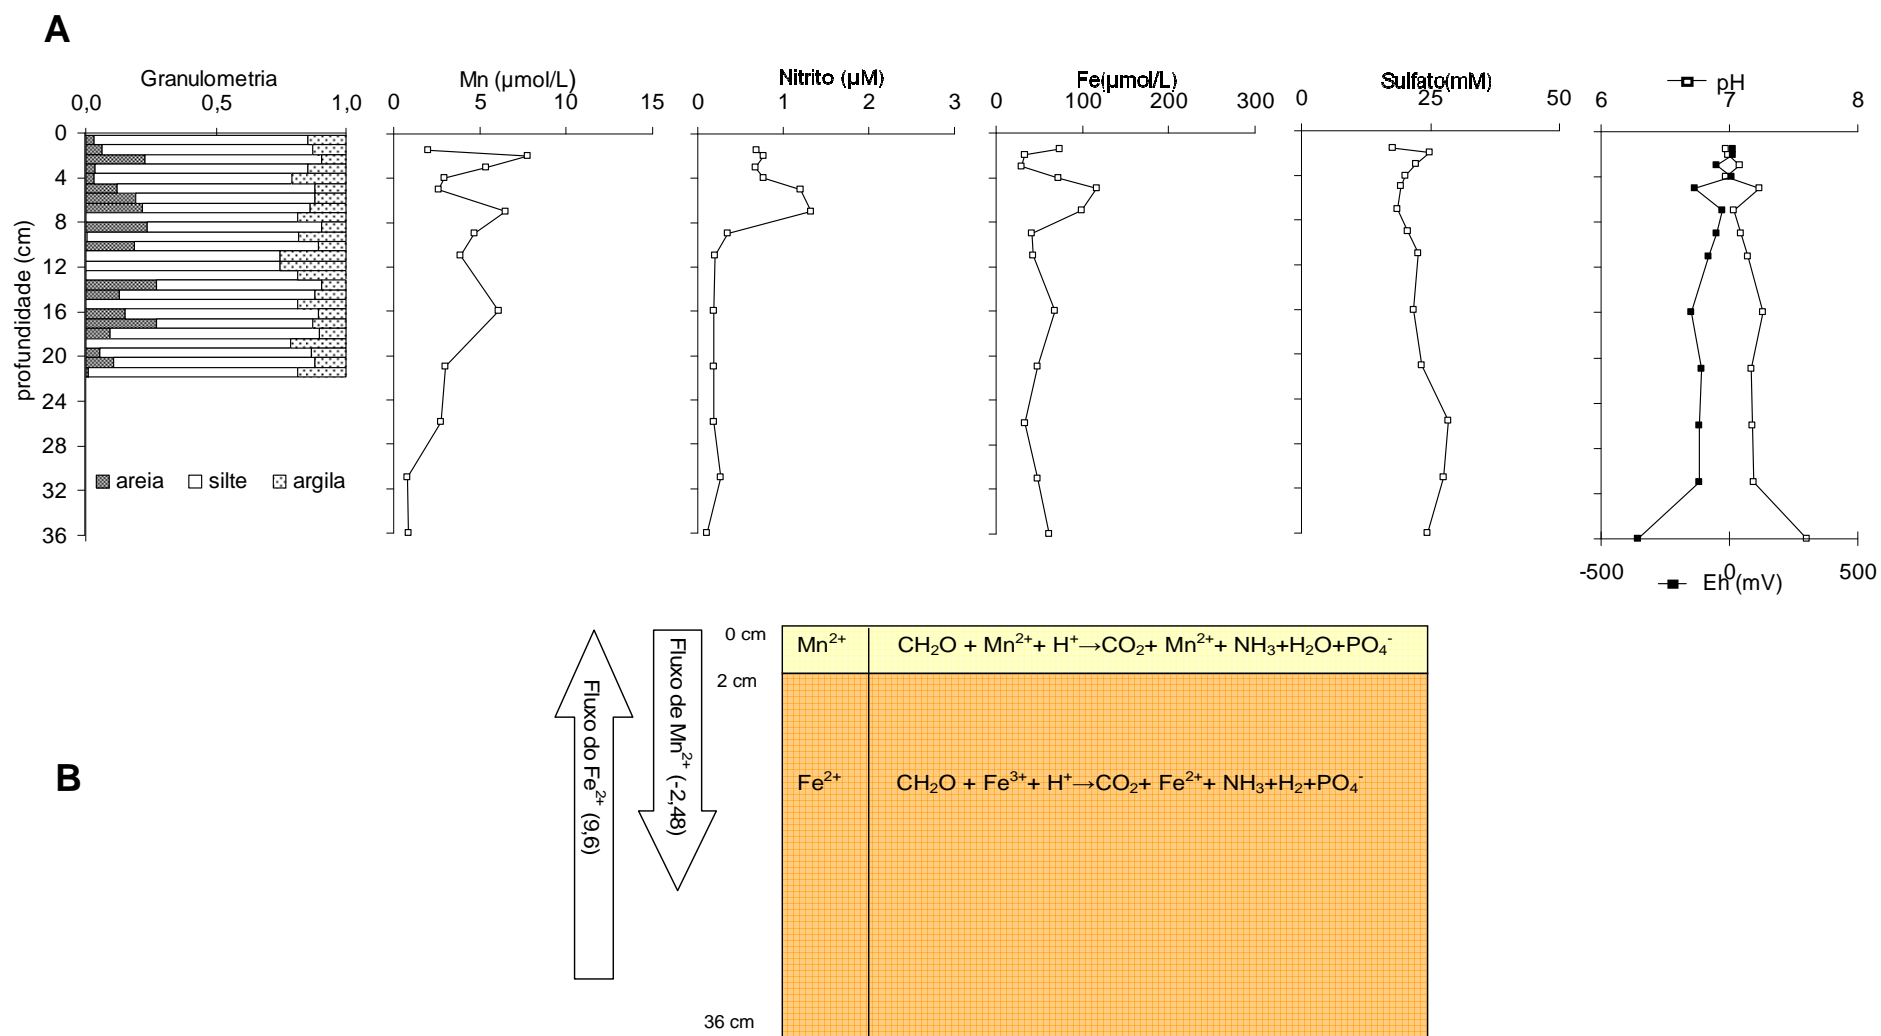 A
Granulometria
0,0 0,5 1,0
Mn (µmol/L)
0 5 10 15
Nitrito (µM)
0 1 2 3
Fe(µmol/L)
0 100 200 300
Sulfato(mM)
0 25 50
pH
6 7 8
profundidade (cm)
0
4
8
12
16
20
24
28
32
36
areia silte argila
-500 0 500
Eh (mV)
B
Fluxo do Fe²⁺ (9,6)
Fluxo de Mn²⁺ (-2,48)
0 cm
2 cm
36 cm
Mn²⁺ CH₂O + Mn²⁺+ H⁺→CO₂+ Mn²⁺+ NH₃+H₂O+PO₄⁻
Fe²⁺ CH₂O + Fe³⁺+ H⁺→CO₂+ Fe²⁺+ NH₃+H₂+PO₄⁻